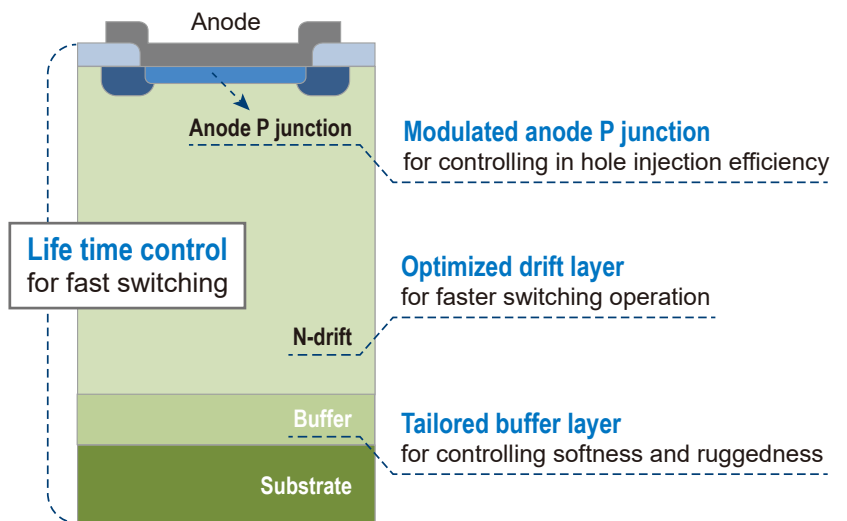 Anode
Anode P junction
Modulated anode P junction
for controlling in hole injection efficiency
Life time control
for fast switching
Optimized drift layer
for faster switching operation
N-drift
Buffer
Tailored buffer layer
for controlling softness and ruggedness
Substrate